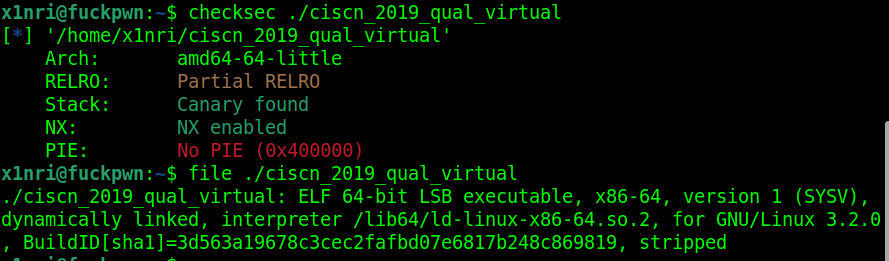 x1nri@fuckpwn:~$ checksec ./ciscn_2019_qual_virtual
[*] '/home/x1nri/ciscn_2019_qual_virtual'
Arch: amd64-64-little
RELRO: Partial RELRO
Stack: Canary found
NX: NX enabled
PIE: No PIE (0x400000)
x1nri@fuckpwn:~$ file ./ciscn_2019_qual_virtual
./ciscn_2019_qual_virtual: ELF 64-bit LSB executable, x86-64, version 1 (SYSV),
dynamically linked, interpreter /lib64/ld-linux-x86-64.so.2, for GNU/Linux 3.2.0
, BuildID[sha1]=3d563a19678c3cec2fafbd07e6817b248c869819, stripped
x1nri@fuckpwn:~$